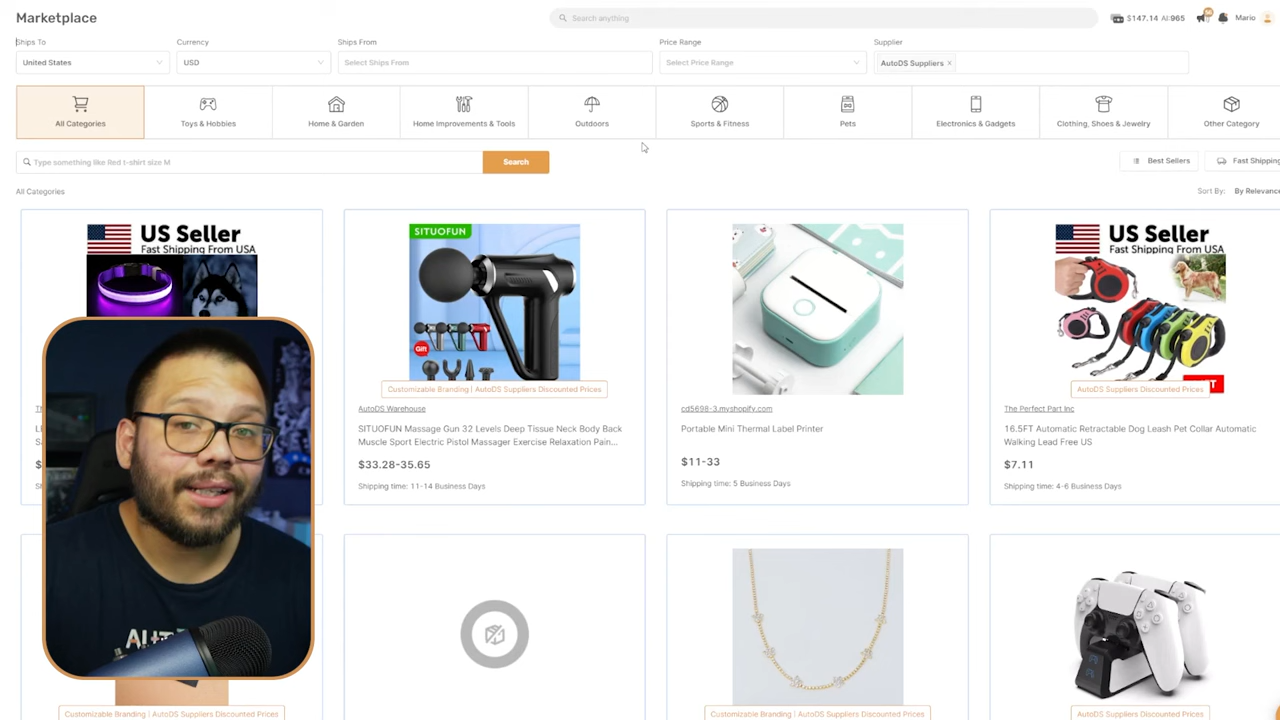 Marketplace
Search anything
$147.14 AI:965
Mario
Ships To
Currency
Ships From
Price Range
Supplier
United States
USD
Select Ships From
Select Price Range
AutoDS Suppliers ×
All Categories
Toys & Hobbies
Home & Garden
Home Improvements & Tools
Outdoors
Sports & Fitness
Pets
Electronics & Gadgets
Clothing, Shoes & Jewelry
Other Category
Type something like Red t-shirt size M
Search
Best Sellers
Fast Shipping
All Categories
Sort By: By Relevance
US Seller
Fast Shipping From USA
SITUOFUN
Gift
Customizable Branding | AutoDS Suppliers Discounted Prices
AutoDS Warehouse
SITUOFUN Massage Gun 32 Levels Deep Tissue Neck Body Back
Muscle Sport Electric Pistol Massager Exercise Relaxation Pain...
$33.28-35.65
Shipping time: 11-14 Business Days
cd5698-3.myshopify.com
Portable Mini Thermal Label Printer
$11-33
Shipping time: 5 Business Days
US Seller
Fast Shipping From USA
AutoDS Suppliers Discounted Prices
The Perfect Part Inc
16.5FT Automatic Retractable Dog Leash Pet Collar Automatic
Walking Lead Free US
$7.11
Shipping time: 4-6 Business Days
Customizable Branding | AutoDS Suppliers Discounted Prices
Customizable Branding | AutoDS Suppliers Discounted Prices
AutoDS Suppliers Discounted Prices